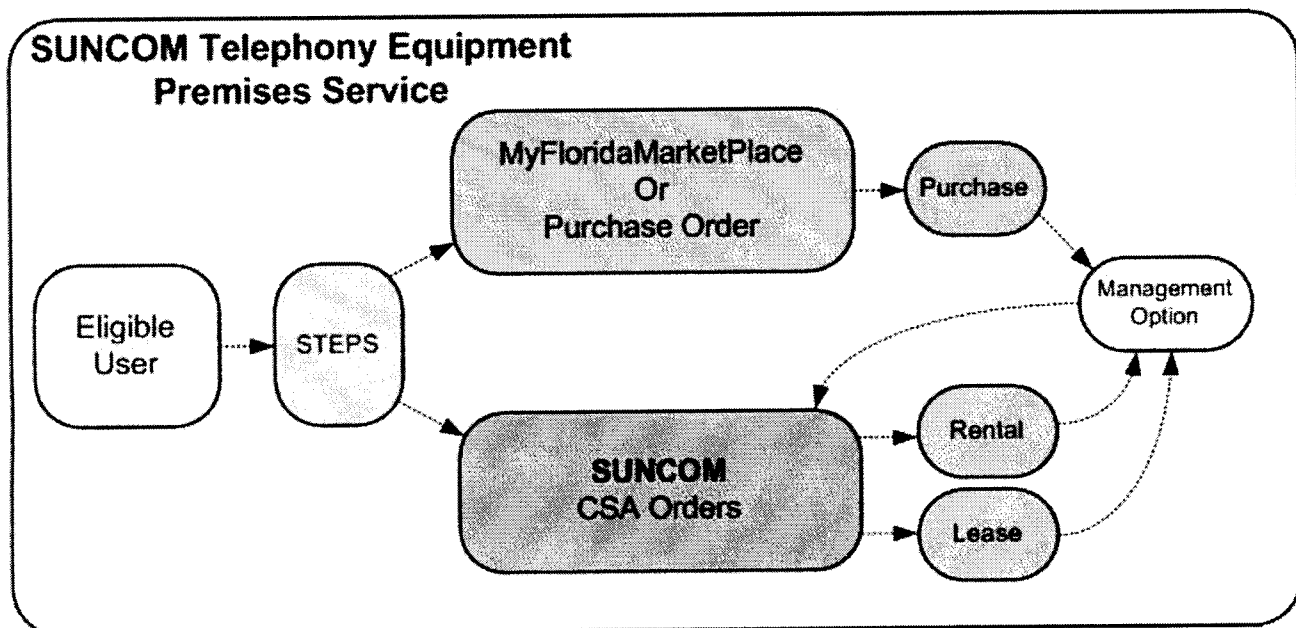 SUNCOM Telephony Equipment
Premises Service
MyFloridaMarketPlace
Or
Purchase Order
Purchase
Eligible
User
STEPS
Management
Option
SUNCOM
CSA Orders
Rental
Lease